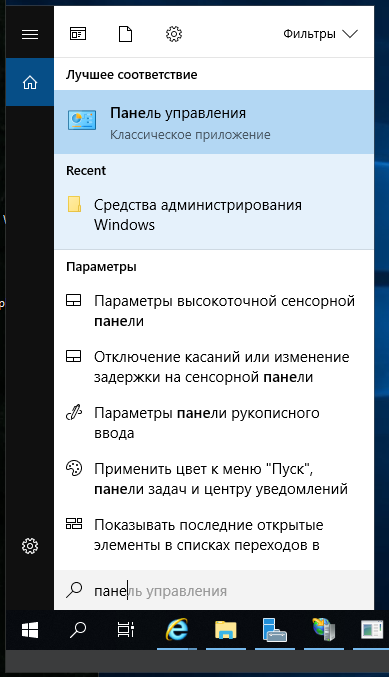 Фильтры
Лучшее соответствие
Панель управления
Классическое приложение
Recent
Средства администрирования
Windows
Параметры
Параметры высокоточной сенсорной
панели
Отключение касаний или изменение
задержки на сенсорной панели
Параметры панели рукописного
ввода
Применить цвет к меню "Пуск",
панели задач и центру уведомлений
Показывать последние открытые
элементы в списках переходов в
панель управления